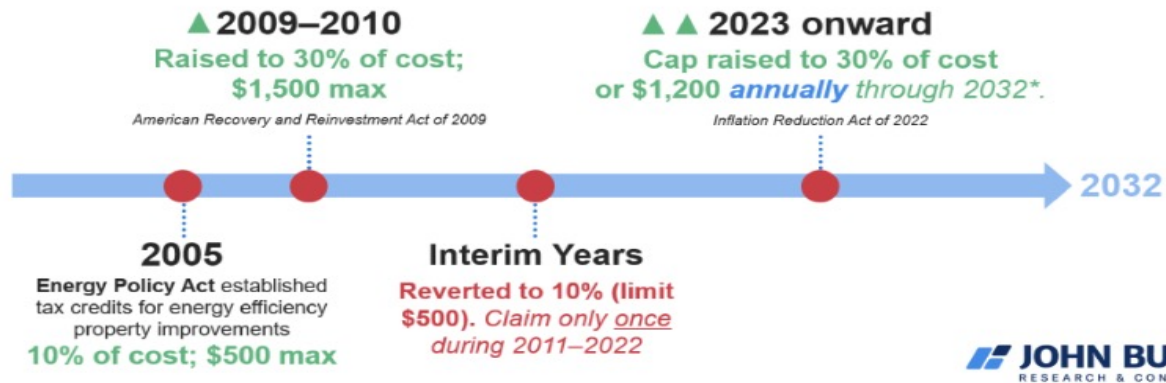 ▲ 2009–2010
Raised to 30% of cost;
$1,500 max
American Recovery and Reinvestment Act of 2009
▲ ▲ 2023 onward
Cap raised to 30% of cost
or $1,200 annually through 2032*.
Inflation Reduction Act of 2022
2032
2005
Energy Policy Act established
tax credits for energy efficiency
property improvements
10% of cost; $500 max
Interim Years
Reverted to 10% (limit
$500). Claim only once
during 2011–2022
JOHN
RESEARCH &